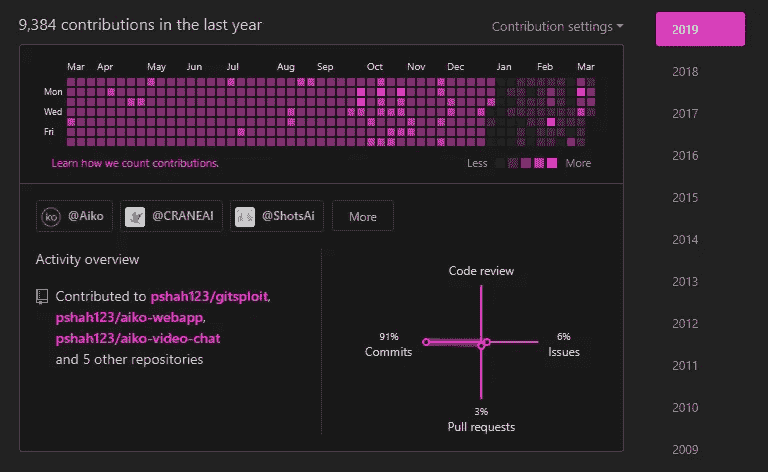 9,384 contributions in the last year
Contribution settings
Mar Apr May Jun Jul Aug Sep Oct Nov Dec Jan Feb Mar
Mon
Wed
Fri
Learn how we count contributions.
Less More
KO @Aiko @CRANEAI @ShotsAi More
Activity overview
Contributed to pshah123/gitsploit,
pshah123/aiko-webapp,
pshah123/aiko-video-chat
and 5 other repositories
Code review
91%
Commits
6%
Issues
3%
Pull requests
2019
2018
2017
2016
2015
2014
2013
2012
2011
2010
2009